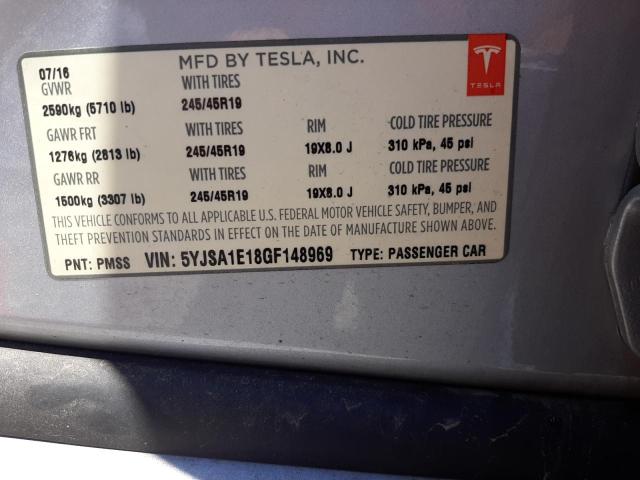 MFD BY TESLA, INC.
07/16
GVWR WITH TIRES
2590kg (5710 lb) 245/45R19
GAWR FRT WITH TIRES RIM COLD TIRE PRESSURE
1276kg (2813 lb) 245/45R19 19X8.0 J 310 kPa, 45 psi
GAWR RR WITH TIRES RIM COLD TIRE PRESSURE
1500kg (3307 lb) 245/45R19 19X8.0 J 310 kPa, 45 psi
THIS VEHICLE CONFORMS TO ALL APPLICABLE U.S. FEDERAL MOTOR VEHICLE SAFETY, BUMPER, AND
THEFT PREVENTION STANDARDS IN EFFECT ON THE DATE OF MANUFACTURE SHOWN ABOVE.
PNT: PMSS VIN: 5YJSA1E18GF148969 TYPE: PASSENGER CAR
TESLA